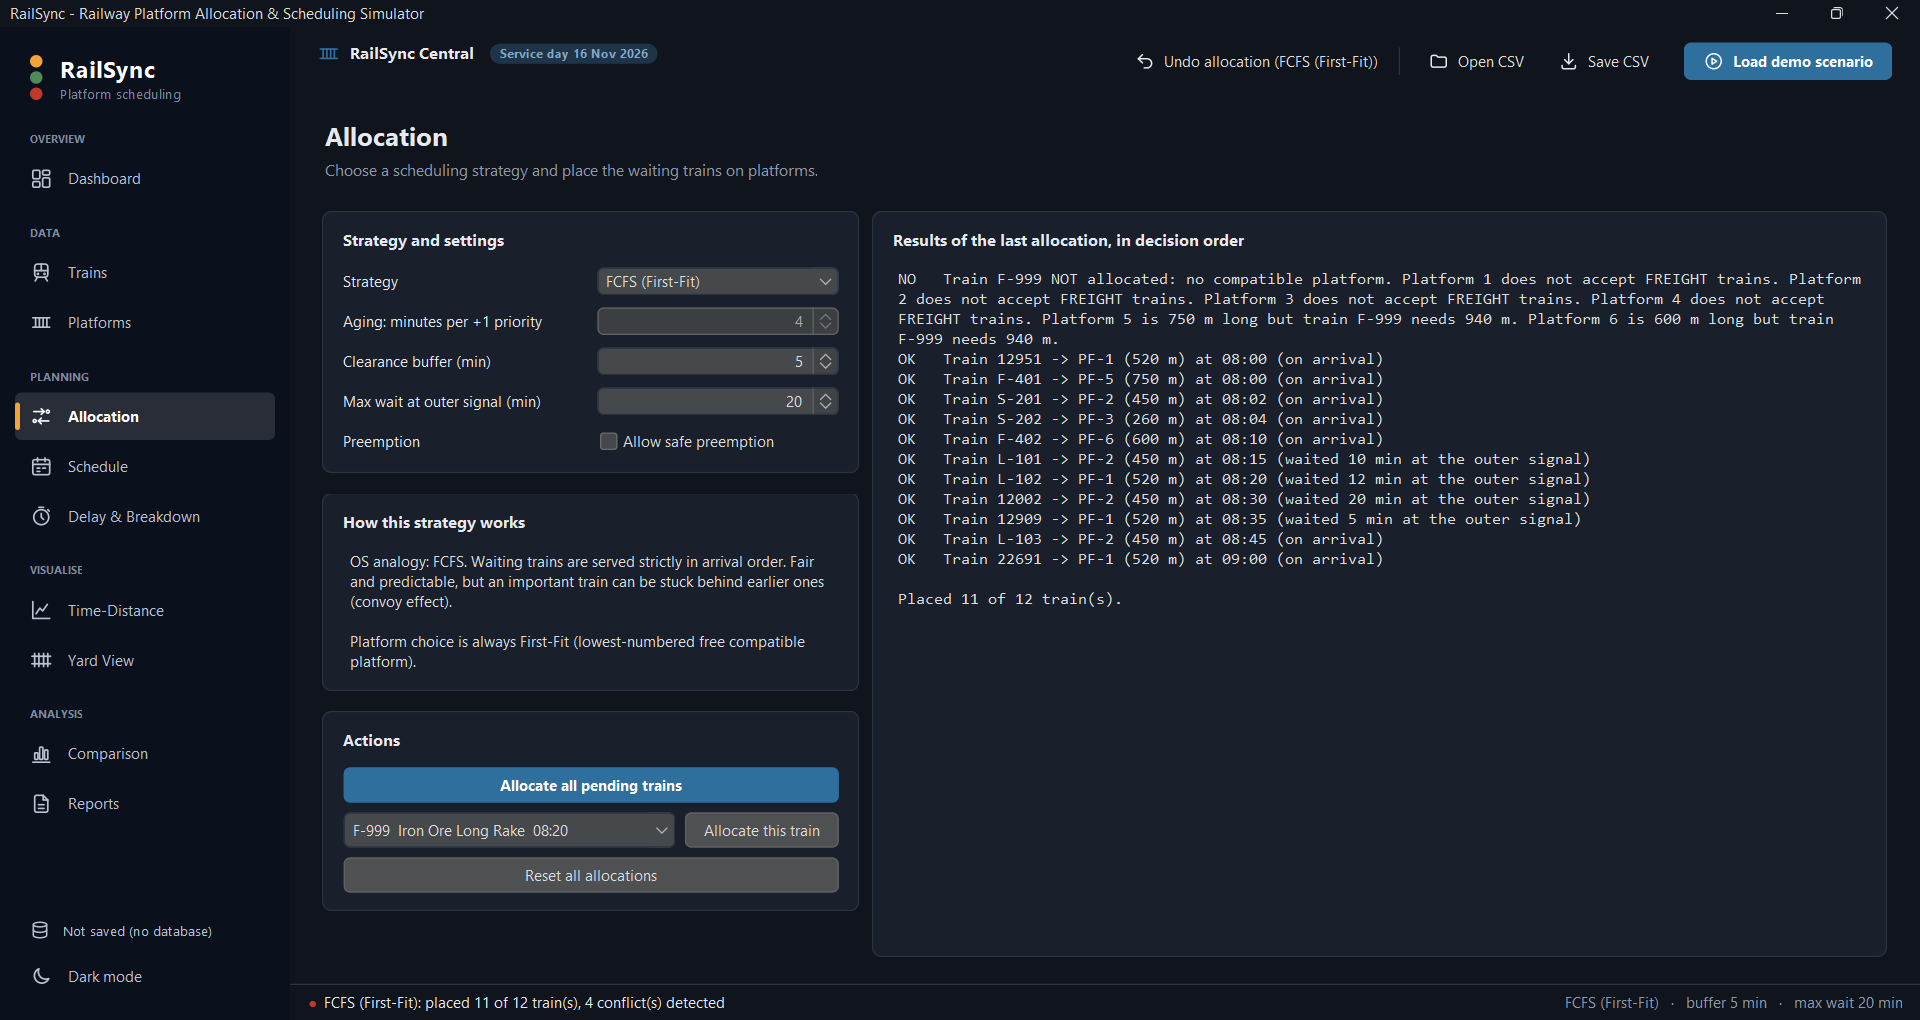 RailSync - Railway Platform Allocation & Scheduling Simulator
RailSync
Platform scheduling
OVERVIEW
Dashboard
DATA
Trains
Platforms
PLANNING
Allocation
Schedule
Delay & Breakdown
VISUALISE
Time-Distance
Yard View
ANALYSIS
Comparison
Reports
Not saved (no database)
Dark mode
RailSync Central
Service day 16 Nov 2026
Undo allocation (FCFS (First-Fit))
Open CSV
Save CSV
Load demo scenario
Allocation
Choose a scheduling strategy and place the waiting trains on platforms.
Strategy and settings
Strategy FCFS (First-Fit)
Aging: minutes per +1 priority 4
Clearance buffer (min) 5
Max wait at outer signal (min) 20
Preemption Allow safe preemption
How this strategy works
OS analogy: FCFS. Waiting trains are served strictly in arrival order. Fair
and predictable, but an important train can be stuck behind earlier ones
(convoy effect).
Platform choice is always First-Fit (lowest-numbered free compatible
platform).
Actions
Allocate all pending trains
F-999 Iron Ore Long Rake 08:20
Allocate this train
Reset all allocations
Results of the last allocation, in decision order
NO Train F-999 NOT allocated: no compatible platform. Platform 1 does not accept FREIGHT trains. Platform
2 does not accept FREIGHT trains. Platform 3 does not accept FREIGHT trains. Platform 4 does not accept
FREIGHT trains. Platform 5 is 750 m long but train F-999 needs 940 m. Platform 6 is 600 m long but train
F-999 needs 940 m.
OK Train 12951 -> PF-1 (520 m) at 08:00 (on arrival)
OK Train F-401 -> PF-5 (750 m) at 08:00 (on arrival)
OK Train S-201 -> PF-2 (450 m) at 08:02 (on arrival)
OK Train S-202 -> PF-3 (260 m) at 08:04 (on arrival)
OK Train F-402 -> PF-6 (600 m) at 08:10 (on arrival)
OK Train L-101 -> PF-2 (450 m) at 08:15 (waited 10 min at the outer signal)
OK Train L-102 -> PF-1 (520 m) at 08:20 (waited 12 min at the outer signal)
OK Train 12002 -> PF-2 (450 m) at 08:30 (waited 20 min at the outer signal)
OK Train 12909 -> PF-1 (520 m) at 08:35 (waited 5 min at the outer signal)
OK Train L-103 -> PF-2 (450 m) at 08:45 (on arrival)
OK Train 22691 -> PF-1 (520 m) at 09:00 (on arrival)
Placed 11 of 12 train(s).
FCFS (First-Fit): placed 11 of 12 train(s), 4 conflict(s) detected
FCFS (First-Fit) · buffer 5 min · max wait 20 min